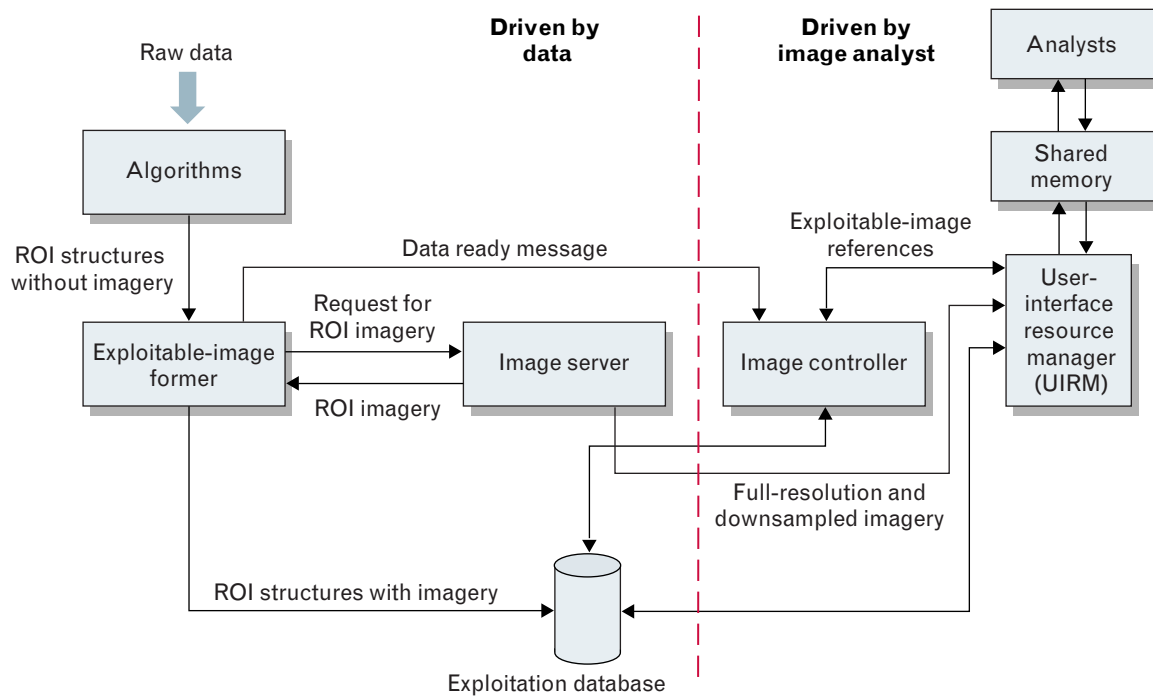 Raw data
Driven by
data
Driven by
image analyst
Analysts
Algorithms
Shared
memory
ROI structures
without imagery
Data ready message
Exploitable-image
references
Request for
ROI imagery
Exploitable-image
former
Image server
Image controller
User-
interface
resource
manager
(UIRM)
ROI imagery
Full-resolution and
downsampled imagery
ROI structures with imagery
Exploitation database